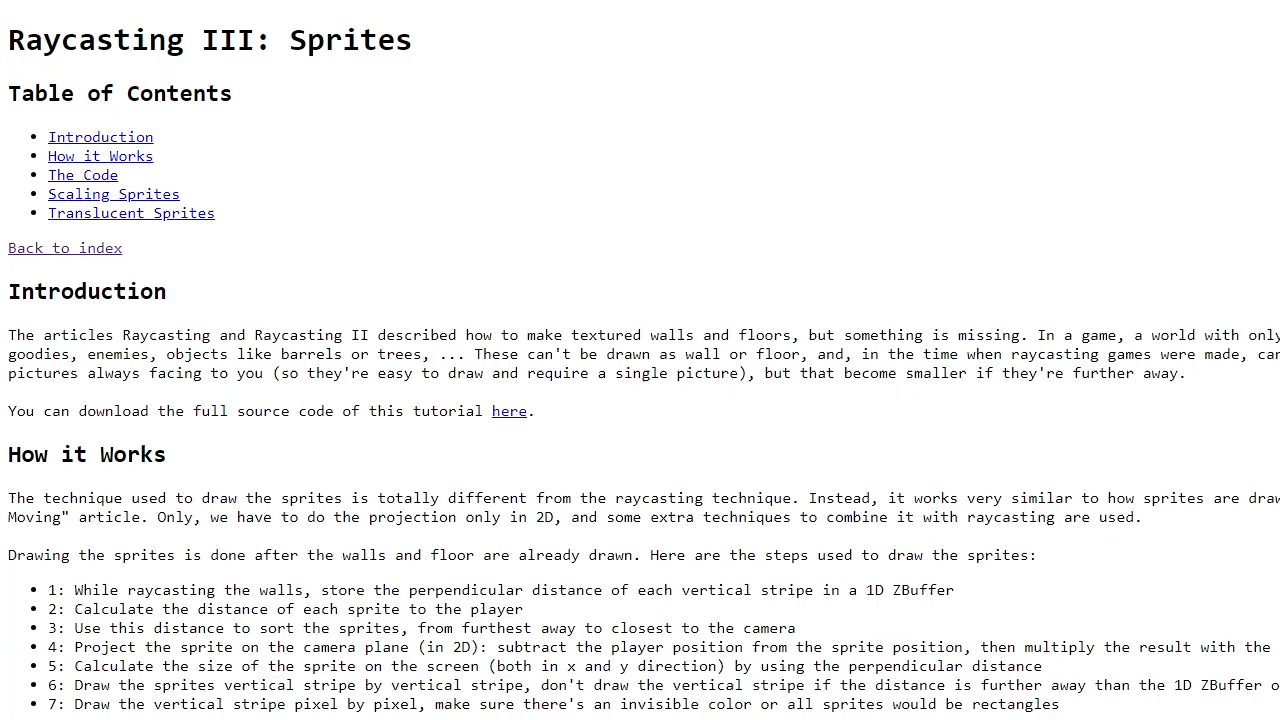 Raycasting III: Sprites
Table of Contents
Introduction
How it Works
The Code
Scaling Sprites
Translucent Sprites
Back to index
Introduction
The articles Raycasting and Raycasting II described how to make textured walls and floors, but something is missing. In a game, a world with only
goodies, enemies, objects like barrels or trees, ... These can't be drawn as wall or floor, and, in the time when raycasting games were made, can
pictures always facing to you (so they're easy to draw and require a single picture), but that become smaller if they're further away.
You can download the full source code of this tutorial here.
How it Works
The technique used to draw the sprites is totally different from the raycasting technique. Instead, it works very similar to how sprites are
Moving" article. Only, we have to do the projection only in 2D, and some extra techniques to combine it with raycasting are used.
Drawing the sprites is done after the walls and floor are already drawn. Here are the steps used to draw the sprites:
1: While raycasting the walls, store the perpendicular distance of each vertical stripe in a 1D ZBuffer
2: Calculate the distance of each sprite to the player
3: Use this distance to sort the sprites, from furthest away to closest to the camera
4: Project the sprite on the camera plane (in 2D): subtract the player position from the sprite position, then multiply the result with the
5: Calculate the size of the sprite on the screen (both in x and y direction) by using the perpendicular distance
6: Draw the sprites vertical stripe by vertical stripe, don't draw the vertical stripe if the distance is further away than the 1D ZBuffer
7: Draw the vertical stripe pixel by pixel, make sure there's an invisible color or all sprites would be rectangles